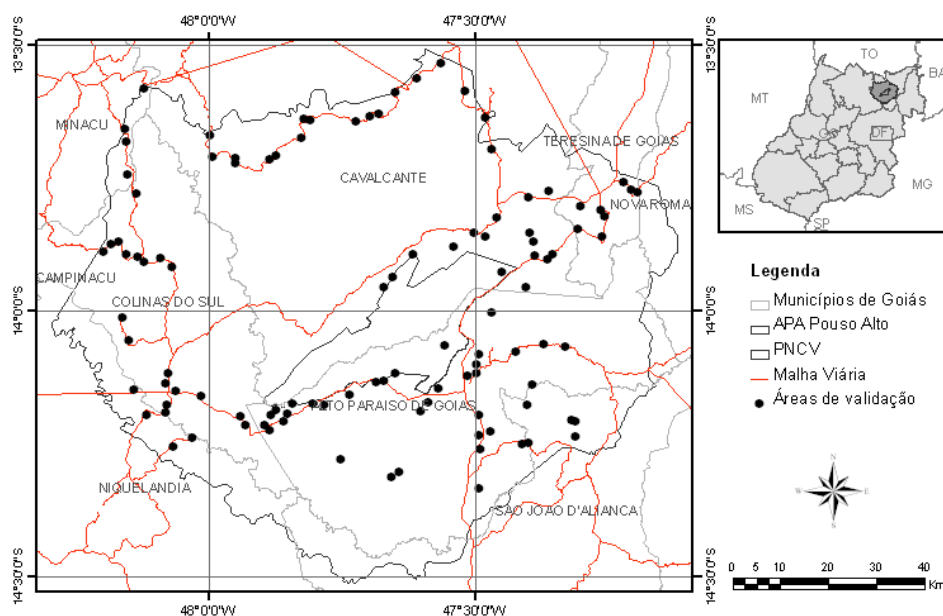 48°0'0"W
47°30'0"W
13°30'0"S
13°30'0"S
TO
BA
MT
GO
DF
MG
MS
SP
MINACU
TERESINA DE GOIAS
CAVALCANTE
NOVA ROMA
CAMPINACU
COLINAS DO SUL
14°0'0"S
14°0'0"S
ALTO PARAISO DE GOIAS
NIQUELANDIA
SAO JOAO D'ALIANCA
14°30'0"S
14°30'0"S
48°0'0"W
47°30'0"W
Legenda
Municípios de Goiás
APA Pouso Alto
PNCV
Malha Viária
Áreas de validação
N
W E
S
0 5 10 20 30 40
Km